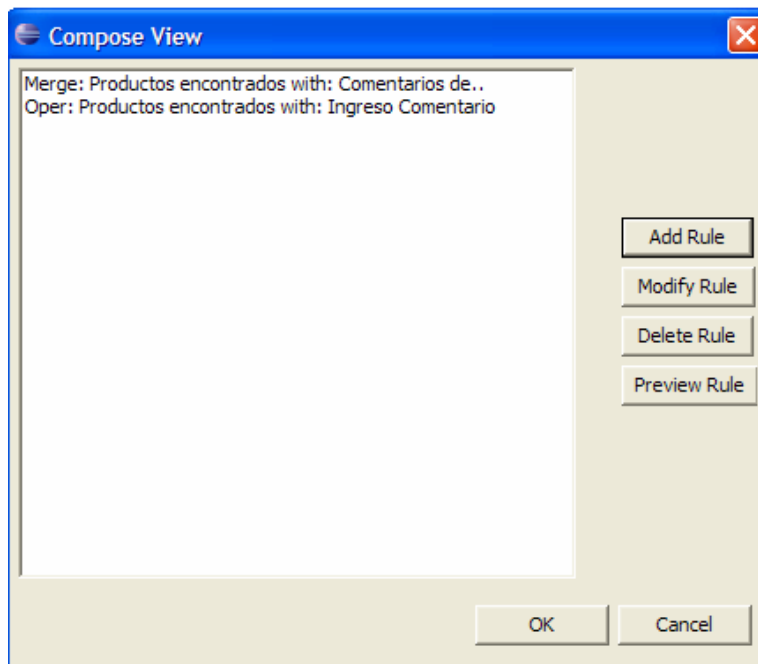 Compose View
Merge: Productos encontrados with: Comentarios de..
Oper: Productos encontrados with: Ingreso Comentario
Add Rule
Modify Rule
Delete Rule
Preview Rule
OK
Cancel